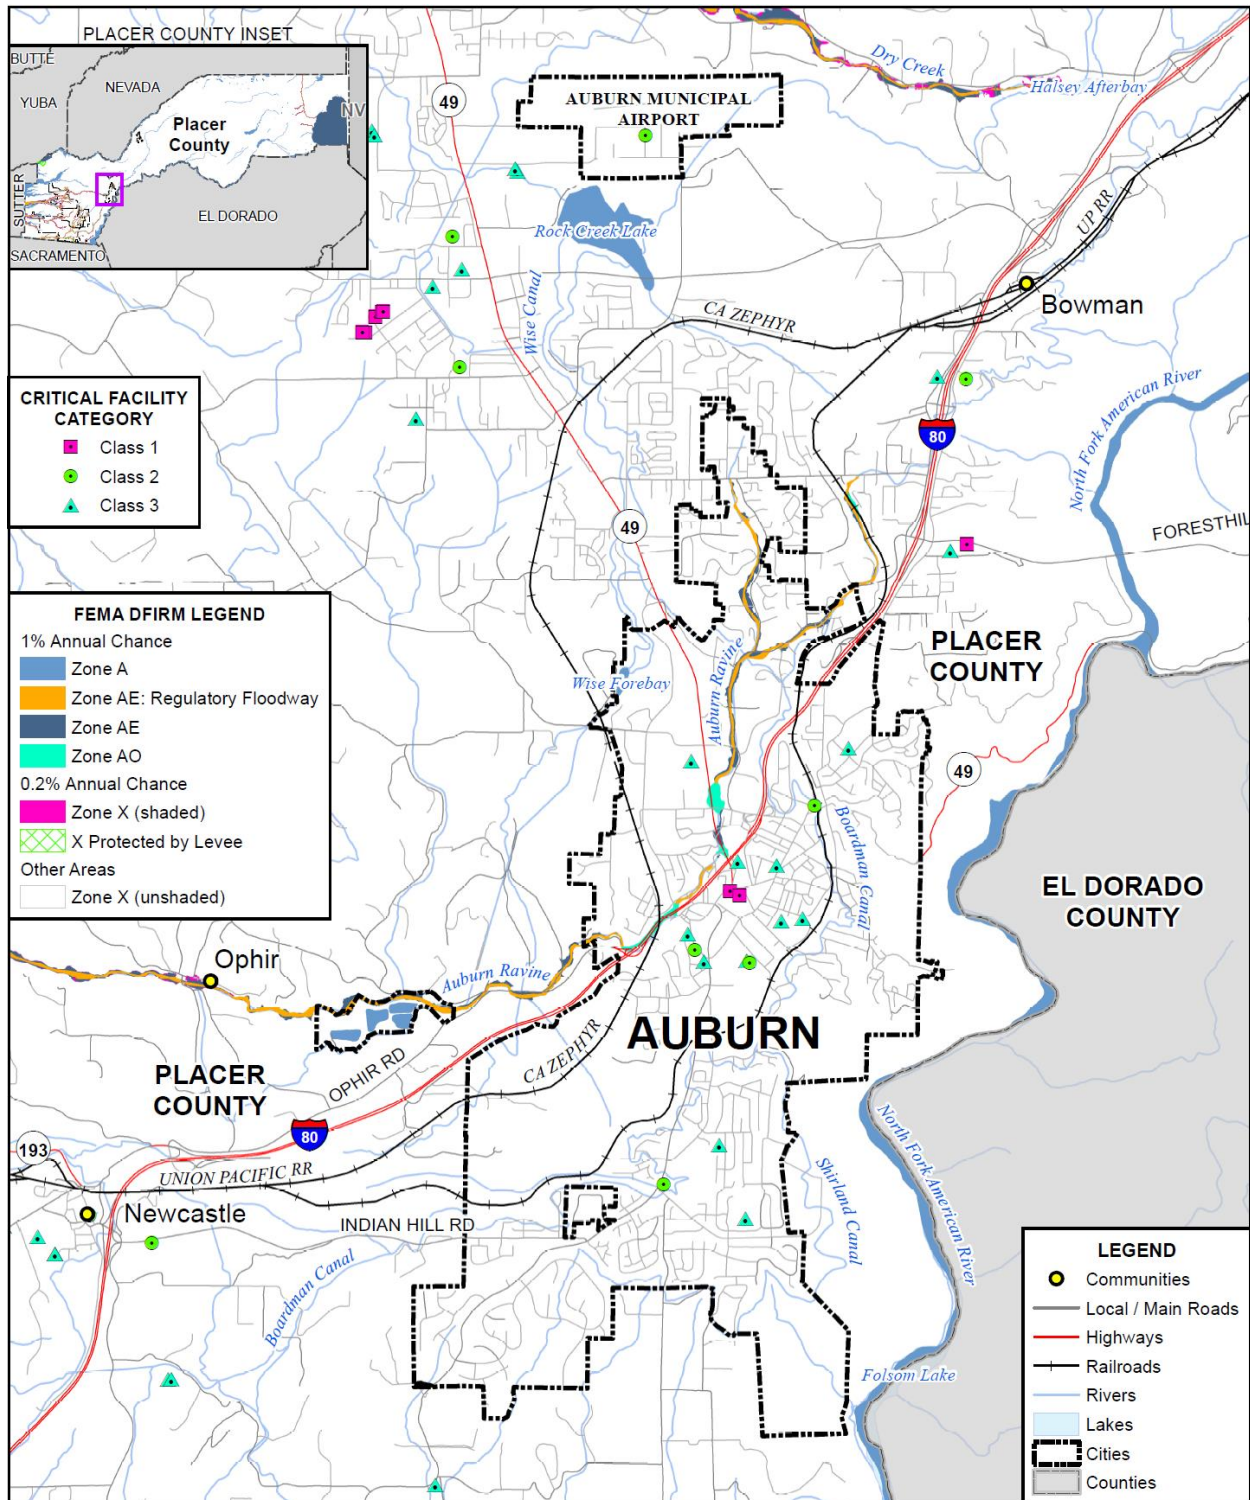 PLACER COUNTY INSET
BUTTE
NEVADA
YUBA
NV
Placer
County
SUTTER
EL DORADO
SACRAMENTO
49
AUBURN MUNICIPAL
AIRPORT
Dry Creek
Halsey Afterbay
Rock Creek Lake
UP RR
Wise Canal
CA ZEPHYR
Bowman
CRITICAL FACILITY
CATEGORY
Class 1
Class 2
Class 3
80
North Fork American River
49
FORESTHIL
FEMA DFIRM LEGEND
1% Annual Chance
Zone A
Zone AE: Regulatory Floodway
Zone AE
Zone AO
0.2% Annual Chance
Zone X (shaded)
X Protected by Levee
Other Areas
Zone X (unshaded)
PLACER
COUNTY
Wise Forebay
Auburn Ravine
49
Boardman Canal
EL DORADO
COUNTY
Ophir
Auburn Ravine
AUBURN
CA ZEPHYR
OPHIR RD
PLACER
COUNTY
80
193
UNION PACIFIC RR
Newcastle
INDIAN HILL RD
Boardman Canal
Shirland Canal
North Fork American River
Folsom Lake
LEGEND
Communities
Local / Main Roads
Highways
Railroads
Rivers
Lakes
Cities
Counties